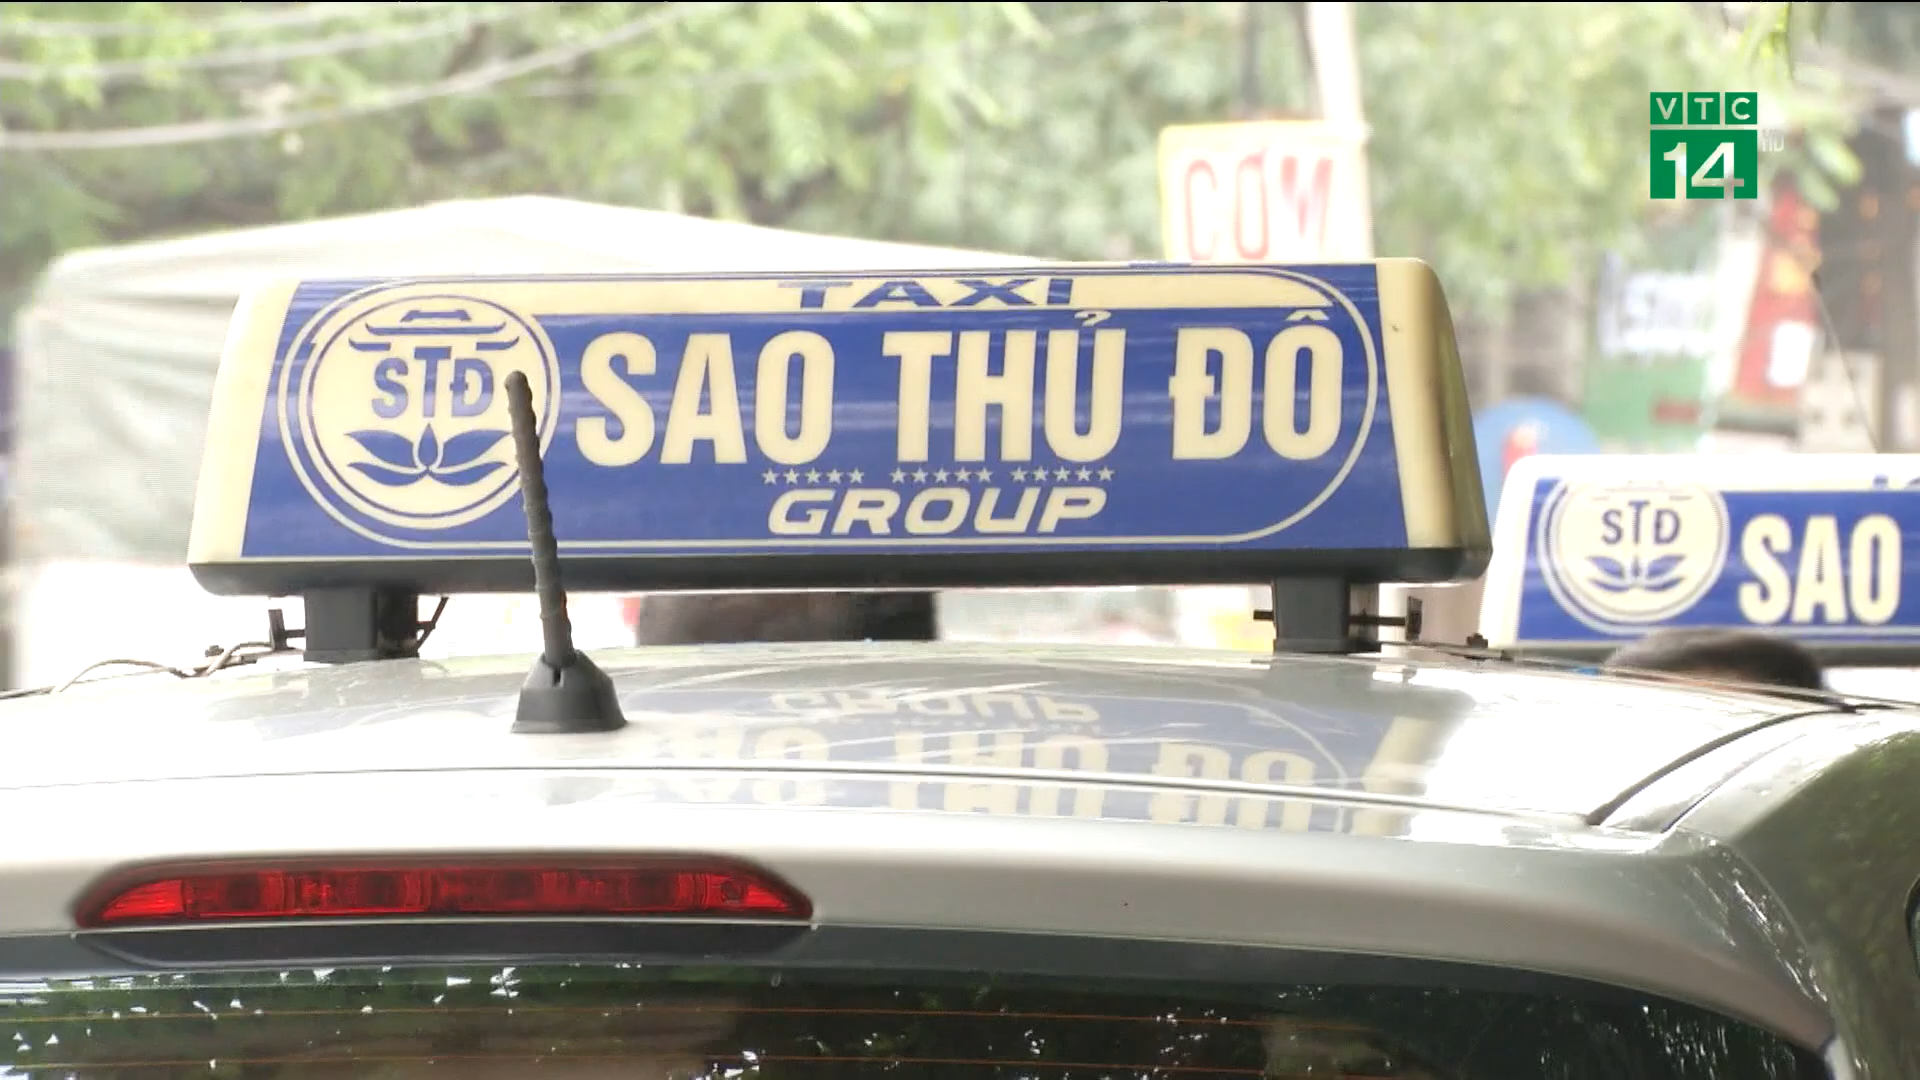 VTC
14
HD
CƠM
TAXI
STĐ
SAO THỦ ĐÔ
GROUP
STĐ
SAO